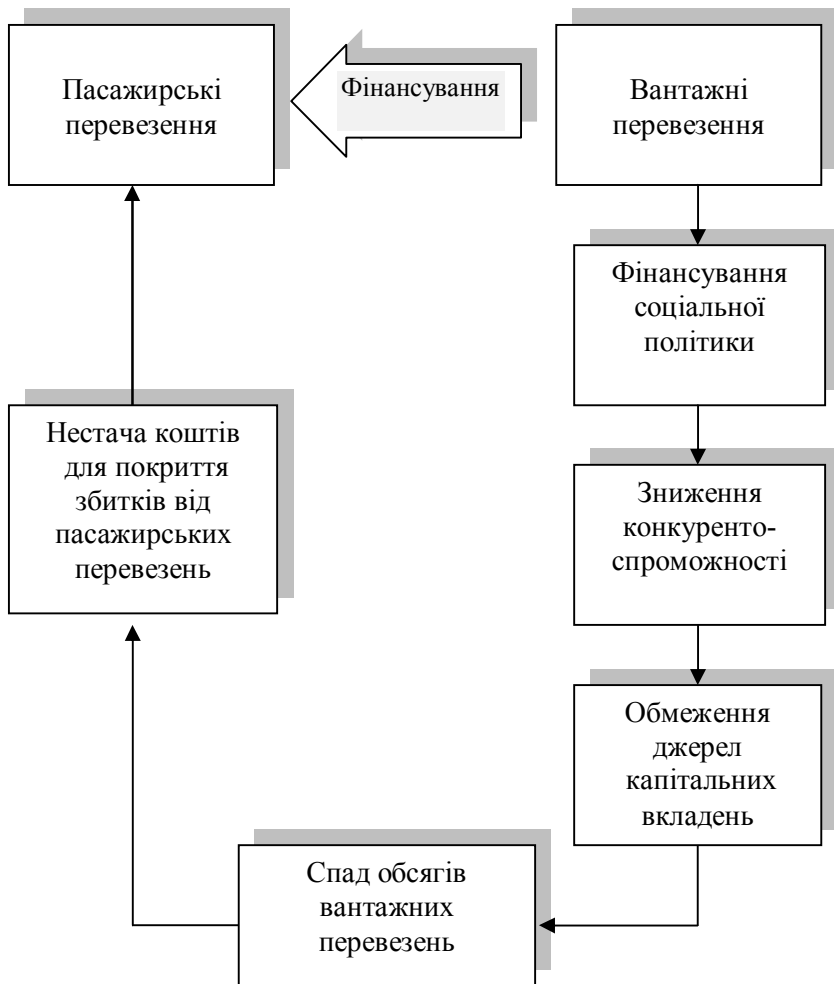 Пасажирські
перевезення
Фінансування
Вантажні
перевезення
Фінансування
соціальної
політики
Зниження
конкуренто-
спроможності
Обмеження
джерел
капітальних
вкладень
Спад обсягів
вантажних
перевезень
Нестача коштів
для покриття
збитків від
пасажирських
перевезень